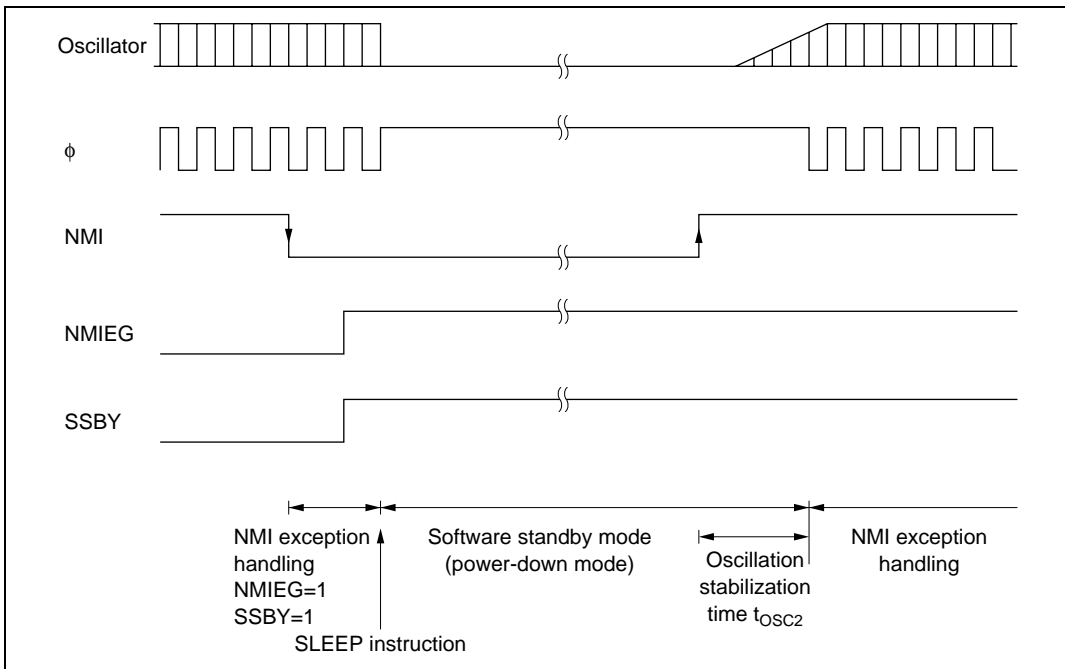 Oscillator
ϕ
NMI
NMIEG
SSBY
NMI exception
handling
NMIEG=1
SSBY=1
SLEEP instruction
Software standby mode
(power-down mode)
Oscillation
stabilization
time tOSC2
NMI exception
handling